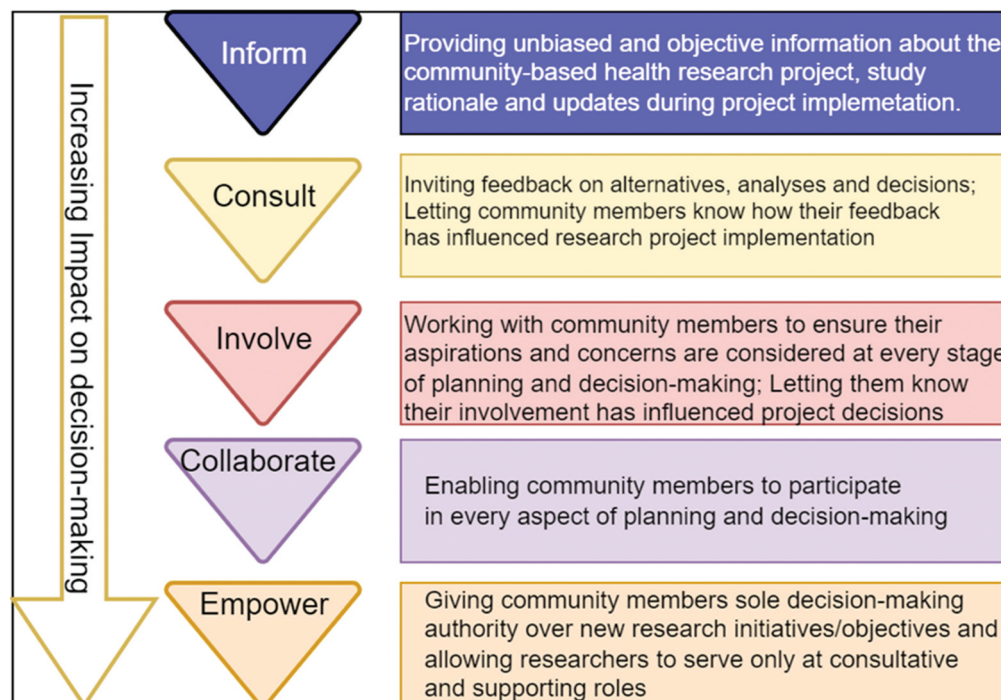 Increasing Impact on decision-making
Inform
Providing unbiased and objective information about the
community-based health research project, study
rationale and updates during project implemetation.
Consult
Inviting feedback on alternatives, analyses and decisions;
Letting community members know how their feedback
has influenced research project implementation
Involve
Working with community members to ensure their
aspirations and concerns are considered at every stage
of planning and decision-making; Letting them know
their involvement has influenced project decisions
Collaborate
Enabling community members to participate
in every aspect of planning and decision-making
Empower
Giving community members sole decision-making
authority over new research initiatives/objectives and
allowing researchers to serve only at consultative
and supporting roles